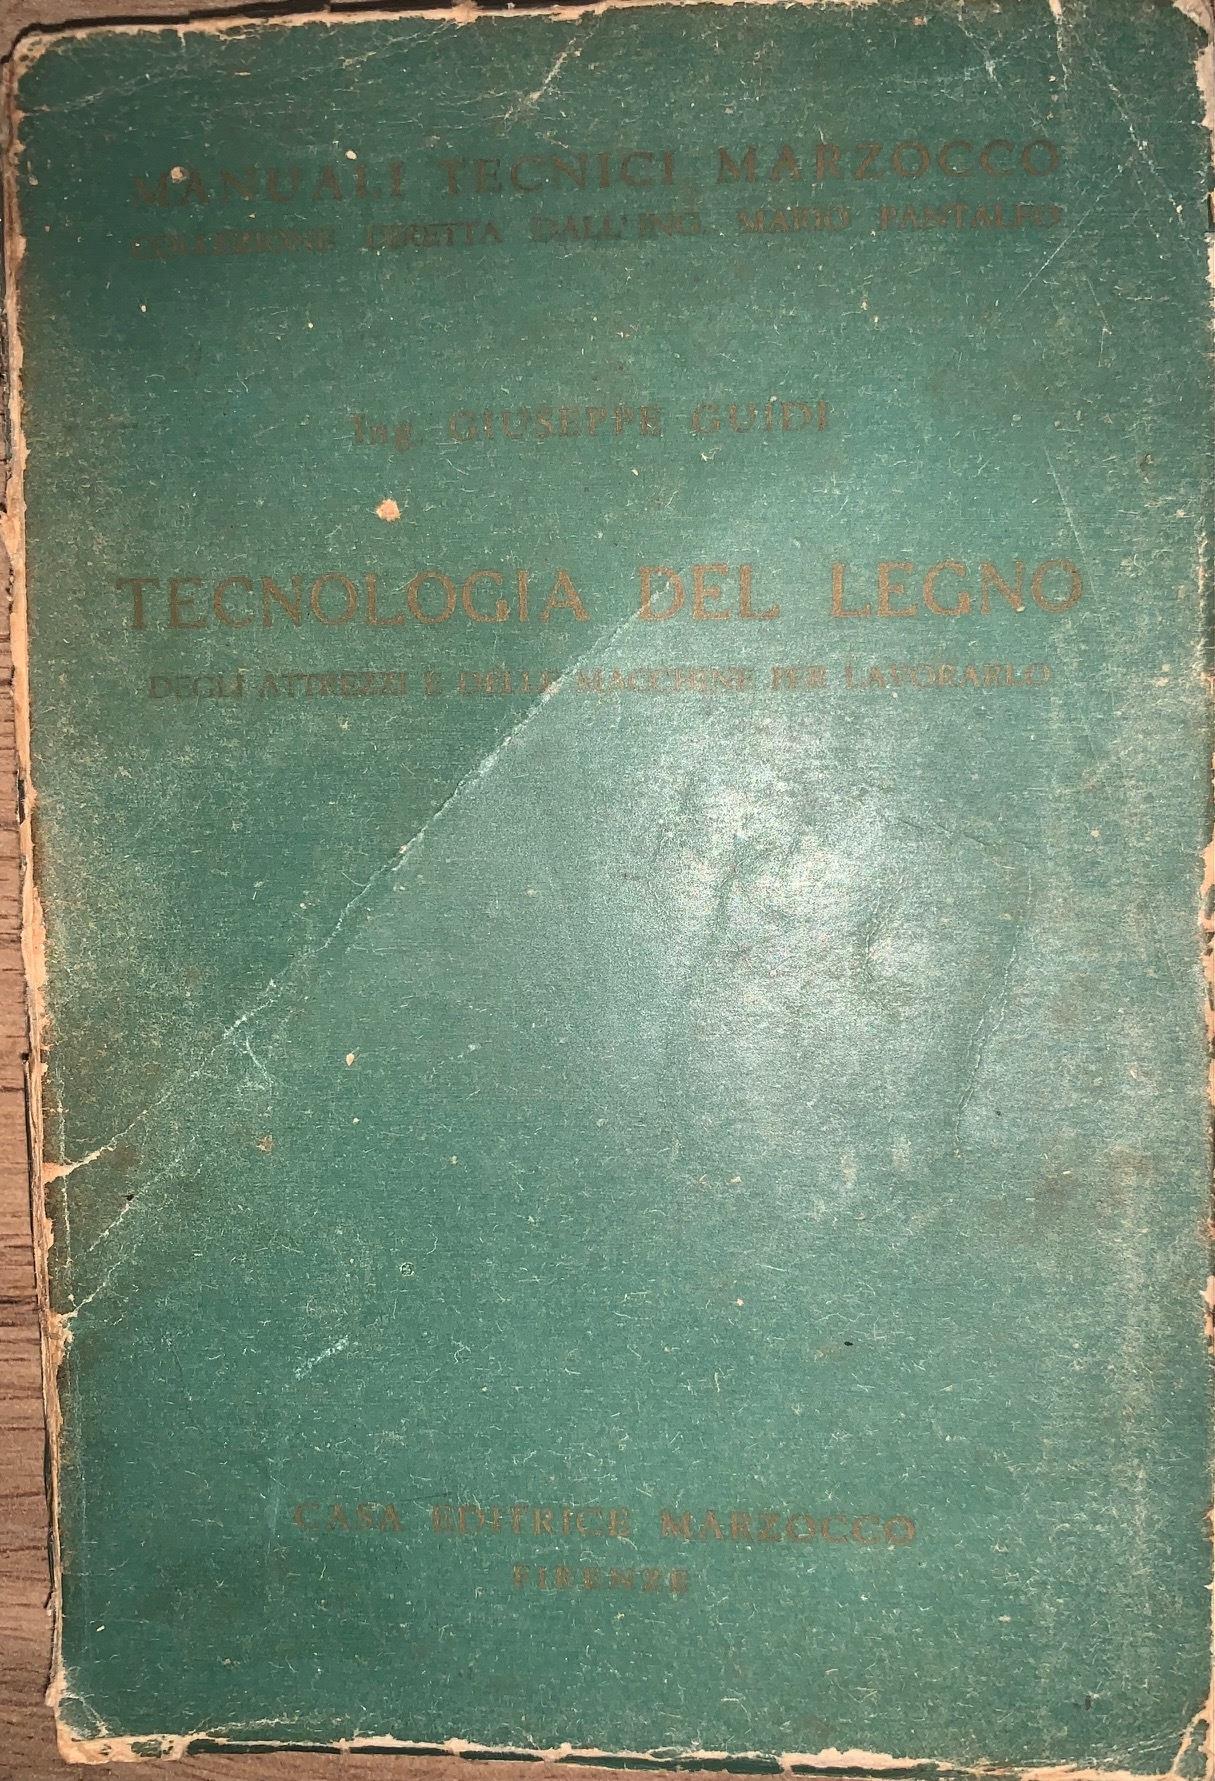 MANUALI TECNICI MARZOCCO
COLLEZIONE DIRETTA DALL'ING. MARIO PANTALEO
Ing. GIUSEPPE GUIDI
TECNOLOGIA DEL LEGNO
DEGLI ATTREZZI E DELLE MACCHINE PER LAVORARLO
CASA EDITRICE MARZOCCO
FIRENZE